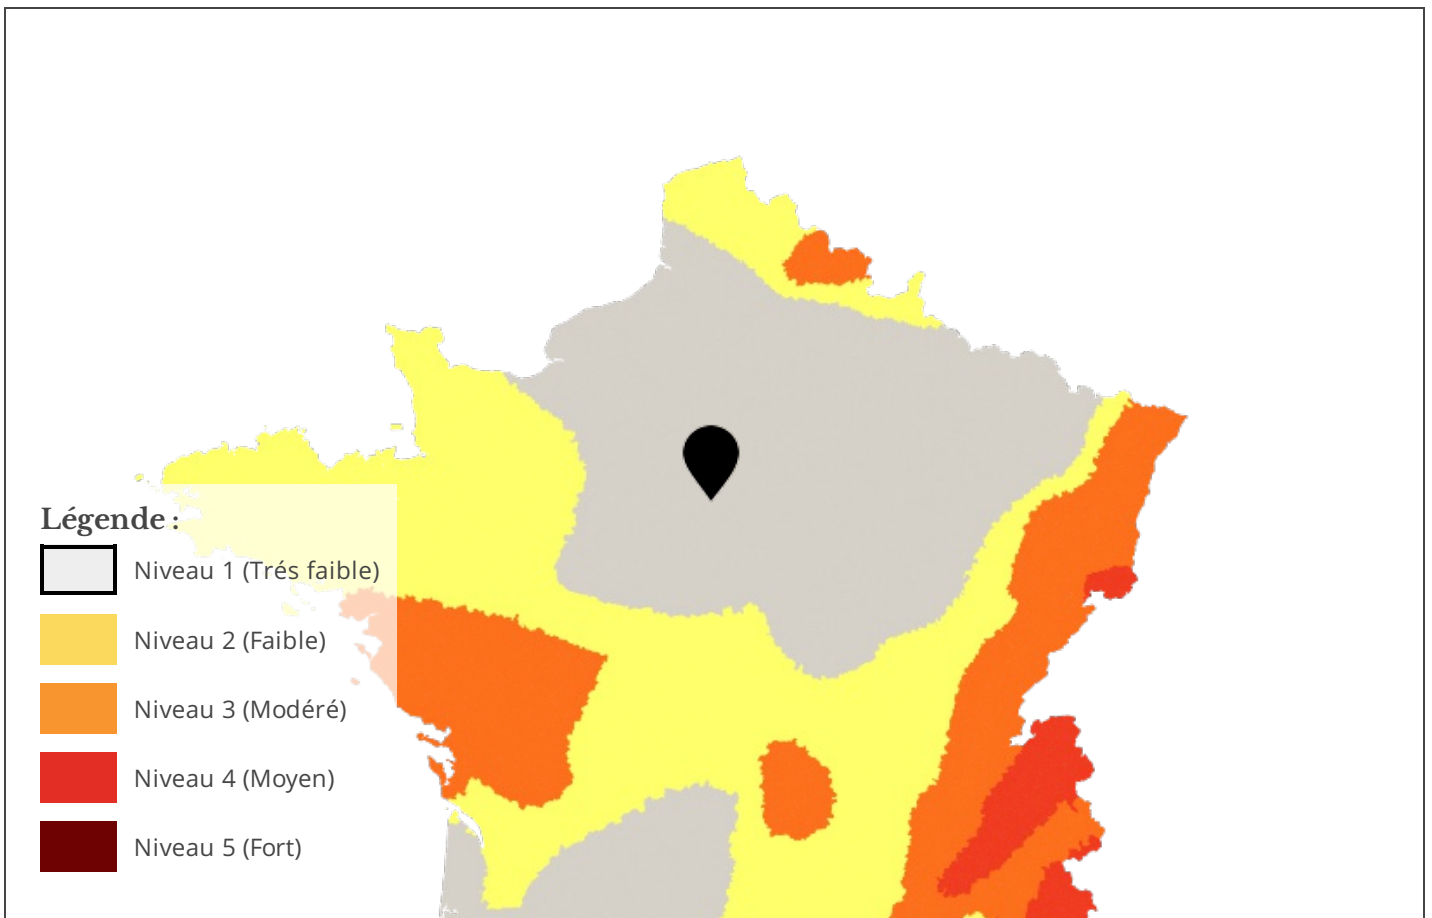 Légende :
Niveau 1 (Trés faible)
Niveau 2 (Faible)
Niveau 3 (Modéré)
Niveau 4 (Moyen)
Niveau 5 (Fort)